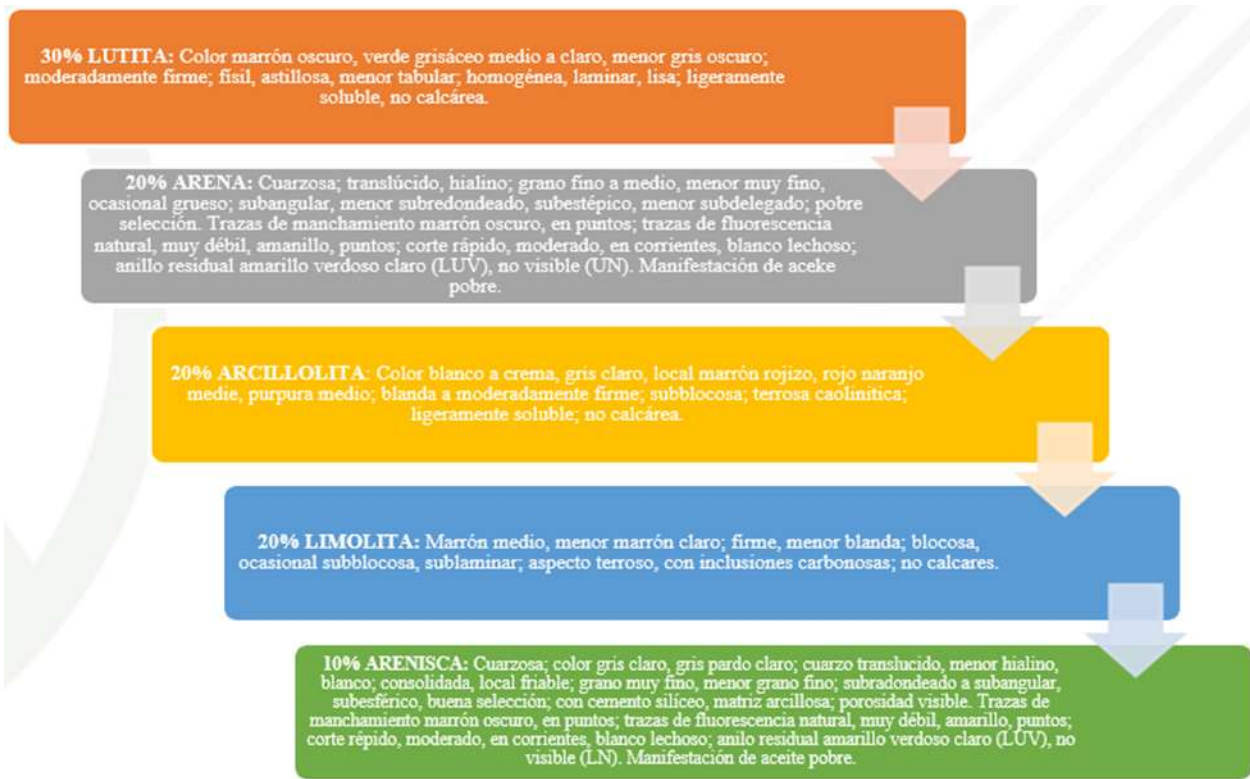 30% LUTITA: Color marrón oscuro, verde grisáceo medio a claro, menor gris oscuro;
moderadamente firme; físil, astillosa, menor tabular; homogénea, laminar, lisa; ligeramente
soluble, no calcárea.
20% ARENA: Cuarzosa; translúcido, hialino; grano fino a medio, menor muy fino,
ocasional grueso; subangular, menor subredondeado, subestépico, menor subdelegado; pobre
selección. Trazas de manchamiento marrón oscuro, en puntos; trazas de fluorescencia
natural, muy débil, amanillo, puntos; corte rápido, moderado, en corrientes, blanco lechoso;
anillo residual amarillo verdoso claro (LUV), no visible (UN). Manifestación de aceke
pobre.
20% ARCILLOLITA: Color blanco a crema, gris claro, local marrón rojizo, rojo naranjo
medie, purpura medio; blanda a moderadamente firme; subblocosa; terrosa caolinítica;
ligeramente soluble; no calcárea.
20% LIMOLITA: Marrón medio, menor marrón claro; firme, menor blanda; blocosa,
ocasional subblocosa, sublaminar; aspecto terroso, con inclusiones carbonosas; no calcares.
10% ARENISCA: Cuarzosa; color gris claro, gris pardo claro; cuarzo translucido, menor hialino,
blanco; consolidada, local friable; grano muy fino, menor grano fino; subradondeado a subangular,
subesférico, buena selección; con cemento silíceo, matriz arcillosa; porosidad visible. Trazas de
manchamiento marrón oscuro, en puntos; trazas de fluorescencia natural, muy débil, amarillo, puntos;
corte répido, moderado, en corrientes, blanco lechoso; anilo residual amarillo verdoso claro (LUV), no
visible (LN). Manifestación de aceite pobre.